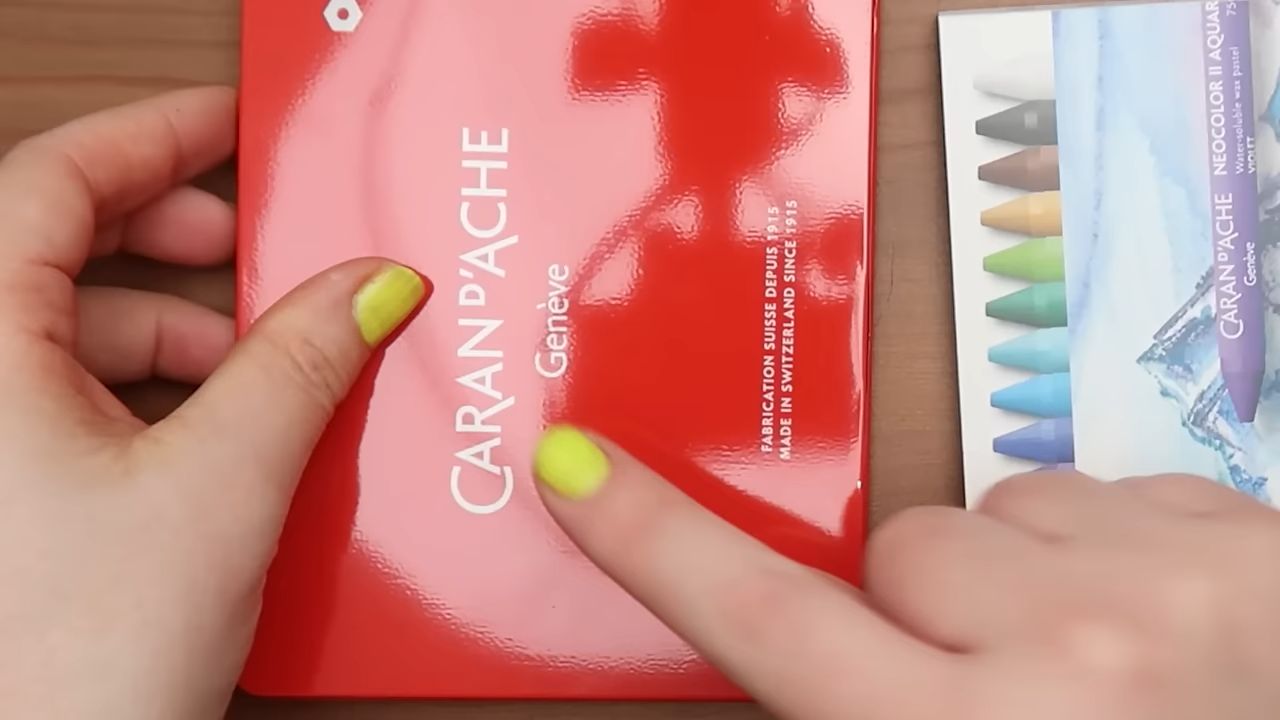 CARAN D'ACHE
Genève
FABRICATION SUISSE DEPUIS 1915
MADE IN SWITZERLAND SINCE 1915
CARAN D'ACHE
Genève
NEOCOLOR II AQUAR
Water-soluble wax pastel
VIOLET
75